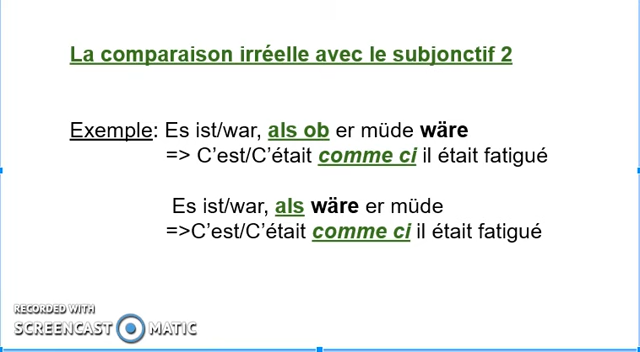 La comparaison irréelle avec le subjonctif 2
Exemple: Es ist/war, als ob er müde wäre
=> C'est/C'était comme ci il était fatigué
Es ist/war, als wäre er müde
=>C'est/C'était comme ci il était fatigué
RECORDED WITH
SCREENCAST MATIC